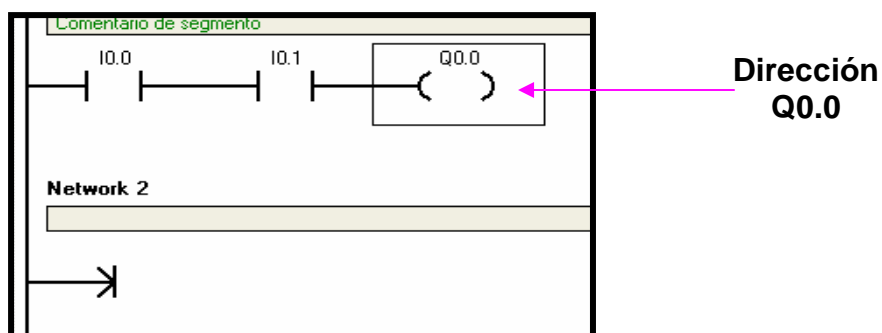 Comentario de segmento
I0.0 I0.1 Q0.0
Dirección
Q0.0
Network 2